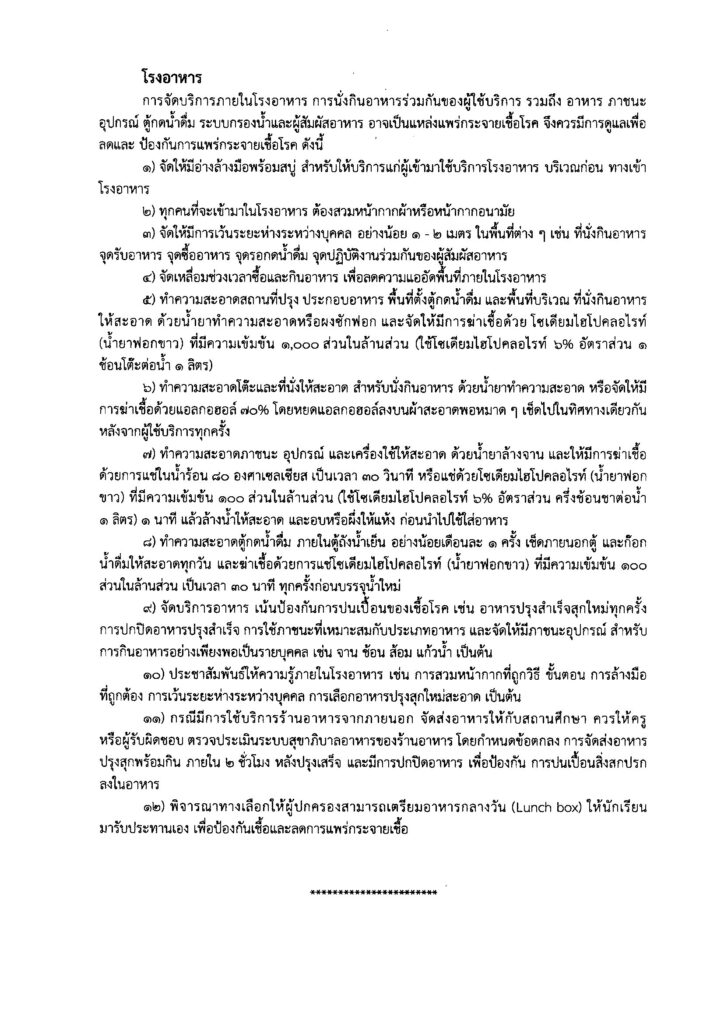 โรงอาหาร
การจัดบริการภายในโรงอาหาร การนั่งกินอาหารร่วมกันของผู้ใช้บริการ รวมถึง อาหาร ภาชนะ
อุปกรณ์ ตู้กดน้ำดื่ม ระบบกรองน้ำและผู้สัมผัสอาหาร อาจเป็นแหล่งแพร่กระจายเชื้อโรค จึงควรมีการดูแลเพื่อ
ลดและ ป้องกันการแพร่กระจายเชื้อโรค ดังนี้
๑) จัดให้มีอ่างล้างมือพร้อมสบู่ สำหรับให้บริการแก่ผู้เข้ามาใช้บริการโรงอาหาร บริเวณก่อน ทางเข้า
โรงอาหาร
๒) ทุกคนที่จะเข้ามาในโรงอาหาร ต้องสวมหน้ากากผ้าหรือหน้ากากอนามัย
๓) จัดให้มีการเว้นระยะห่างระหว่างบุคคล อย่างน้อย ๑ - ๒ เมตร ในพื้นที่ต่าง ๆ เช่น ที่นั่งกินอาหาร
จุดรับอาหาร จุดซื้ออาหาร จุดรอกดน้ำดื่ม จุดปฏิบัติงานร่วมกันของผู้สัมผัสอาหาร
๔) จัดเหลื่อมช่วงเวลาซื้อและกินอาหาร เพื่อลดความแออัดพื้นที่ภายในโรงอาหาร
๕) ทำความสะอาดสถานที่ปรุง ประกอบอาหาร พื้นที่ตั้งตู้กดน้ำดื่ม และพื้นที่บริเวณ ที่นั่งกินอาหาร
ให้สะอาด ด้วยน้ำยาทำความสะอาดหรือผงซักฟอก และจัดให้มีการฆ่าเชื้อด้วย โซเดียมไฮโปคลอไรท์
(น้ำยาฟอกขาว) ที่มีความเข้มข้น ๑,๐๐๐ ส่วนในล้านส่วน (ใช้โซเดียมไฮโปคลอไรท์ ๖% อัตราส่วน ๑
ช้อนโต๊ะต่อน้ำ ๑ ลิตร)
๖) ทำความสะอาดโต๊ะและที่นั่งให้สะอาด สำหรับนั่งกินอาหาร ด้วยน้ำยาทำความสะอาด หรือจัดให้มี
การฆ่าเชื้อด้วยแอลกอฮอล์ ๗๐% โดยหยดแอลกอฮอล์ลงบนผ้าสะอาดพอหมาด ๆ เช็ดไปในทิศทางเดียวกัน
หลังจากผู้ใช้บริการทุกครั้ง
๗) ทำความสะอาดภาชนะ อุปกรณ์ และเครื่องใช้ให้สะอาด ด้วยน้ำยาล้างจาน และให้มีการฆ่าเชื้อ
ด้วยการแช่ในน้ำร้อน ๘๐ องศาเซลเซียส เป็นเวลา ๓๐ วินาที หรือแช่ด้วยโซเดียมไฮโปคลอไรท์ (น้ำยาฟอก
ขาว) ที่มีความเข้มข้น ๑๐๐ ส่วนในล้านส่วน (ใช้โซเดียมไฮโปคลอไรท์ ๖% อัตราส่วน ครึ่งช้อนชาต่อน้ำ
๑ ลิตร) ๑ นาที แล้วล้างน้ำให้สะอาด และอบหรือผึ่งให้แห้ง ก่อนนำไปใช้ใส่อาหาร
๘) ทำความสะอาดตู้กดน้ำดื่ม ภายในตู้ถังน้ำเย็น อย่างน้อยเดือนละ ๑ ครั้ง เช็ดภายนอกตู้ และก๊อก
น้ำดื่มให้สะอาดทุกวัน และฆ่าเชื้อด้วยการแช่โซเดียมไฮโปคลอไรท์ (น้ำยาฟอกขาว) ที่มีความเข้มข้น ๑๐๐
ส่วนในล้านส่วน เป็นเวลา ๓๐ นาที ทุกครั้งก่อนบรรจุน้ำใหม่
๙) จัดบริการอาหาร เน้นป้องกันการปนเปื้อนของเชื้อโรค เช่น อาหารปรุงสำเร็จสุกใหม่ทุกครั้ง
การปกปิดอาหารปรุงสำเร็จ การใช้ภาชนะที่เหมาะสมกับประเภทอาหาร และจัดให้มีภาชนะอุปกรณ์ สำหรับ
การกินอาหารอย่างเพียงพอเป็นรายบุคคล เช่น จาน ช้อน ส้อม แก้วน้ำ เป็นต้น
๑๐) ประชาสัมพันธ์ให้ความรู้ภายในโรงอาหาร เช่น การสวมหน้ากากที่ถูกวิธี ขั้นตอน การล้างมือ
ที่ถูกต้อง การเว้นระยะห่างระหว่างบุคคล การเลือกอาหารปรุงสุกใหม่สะอาด เป็นต้น
๑๑) กรณีมีการใช้บริการร้านอาหารจากภายนอก จัดส่งอาหารให้กับสถานศึกษา ควรให้ครู
หรือผู้รับผิดชอบ ตรวจประเมินระบบสุขาภิบาลอาหารของร้านอาหาร โดยกำหนดข้อตกลง การจัดส่งอาหาร
ปรุงสุกพร้อมกิน ภายใน ๒ ชั่วโมง หลังปรุงเสร็จ และมีการปกปิดอาหาร เพื่อป้องกัน การปนเปื้อนสิ่งสกปรก
ลงในอาหาร
๑๒) พิจารณาทางเลือกให้ผู้ปกครองสามารถเตรียมอาหารกลางวัน (Lunch box) ให้นักเรียน
มารับประทานเอง เพื่อป้องกันเชื้อและลดการแพร่กระจายเชื้อ
***********************